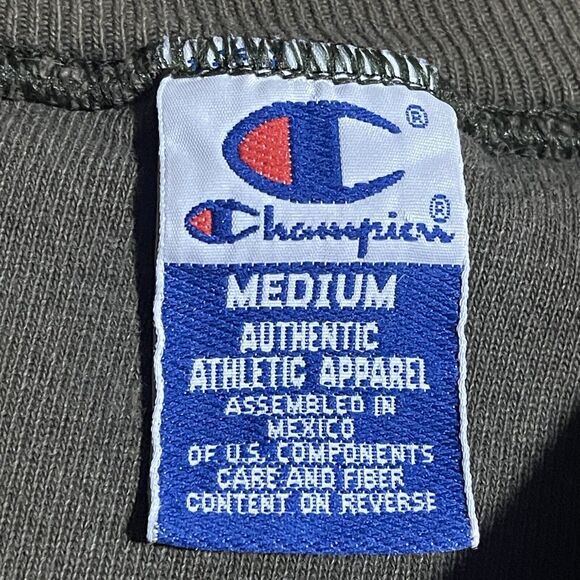 ®
Champion®
MEDIUM
AUTHENTIC
ATHLETIC APPAREL
ASSEMBLED IN
MEXICO
OF U.S. COMPONENTS
CARE AND FIBER
CONTENT ON REVERSE